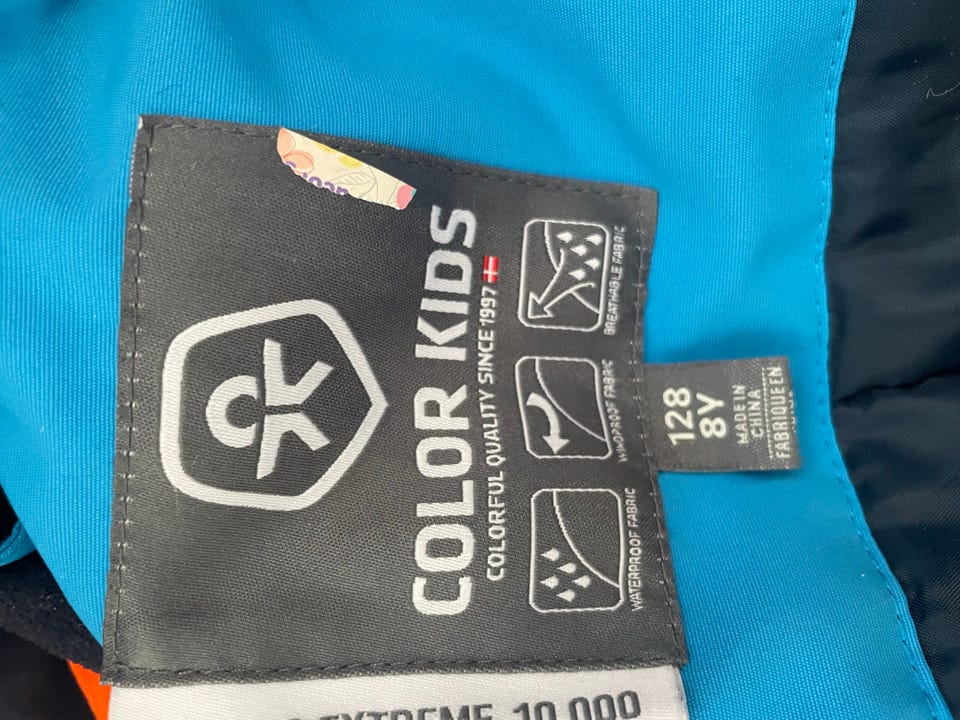 COLOR KIDS
COLORFUL QUALITY SINCE 1997
WATERPROOF FABRIC
WINDPROOF FABRIC
BREATHABLE FABRIC
128
8Y
MADE IN
CHINA
FABRIQUE EN
EXTREME 10.000